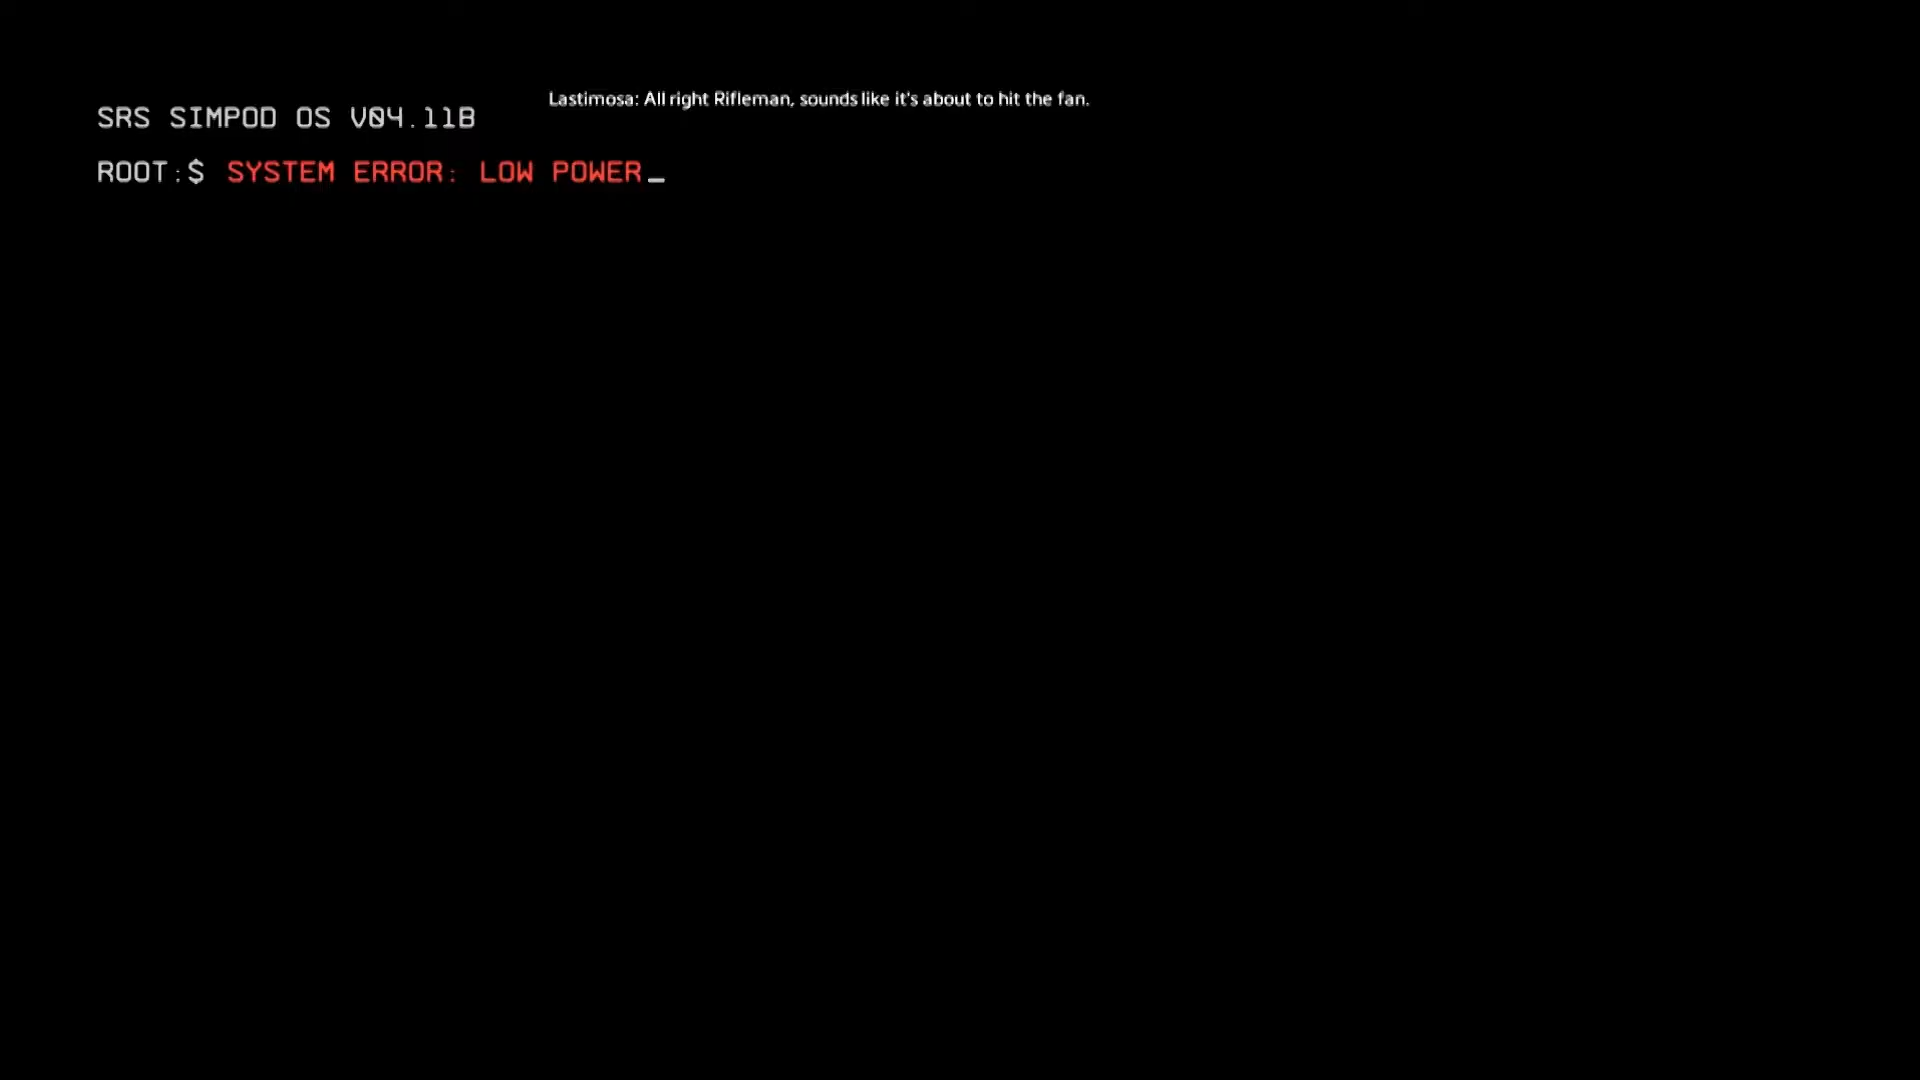 Lastimosa: All right Rifleman, sounds like it's about to hit the fan.
SRS SIMPOD OS V04.11B
ROOT:$ SYSTEM ERROR: LOW POWER_